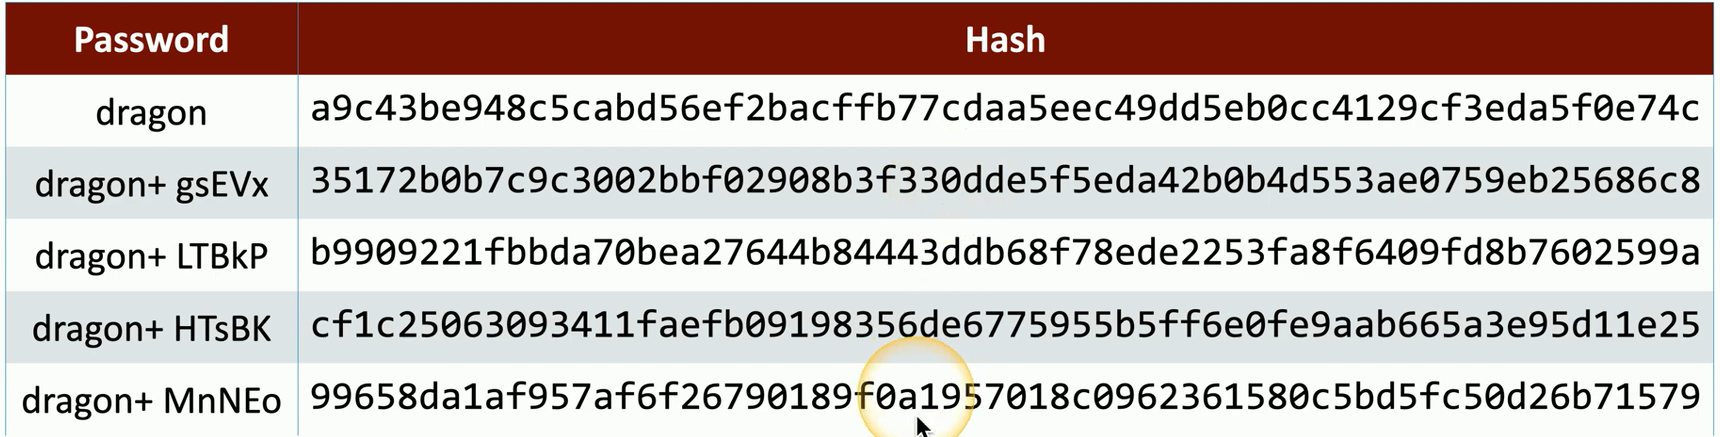 Password Hash
dragon a9c43be948c5cabd56ef2bacffb77cdaa5eec49dd5eb0cc4129cf3eda5f0e74c
dragon+ gsEVx 35172b0b7c9c3002bbf02908b3f330dde5f5eda42b0b4d553ae0759eb25686c8
dragon+ LTBkP b9909221fbbda70bea27644b84443ddb68f78ede2253fa8f6409fd8b7602599a
dragon+ HTsBK cf1c25063093411faefb09198356de6775955b5ff6e0fe9aab665a3e95d11e25
dragon+ MnNEo 99658da1af957af6f26790189f0a1957018c0962361580c5bd5fc50d26b71579